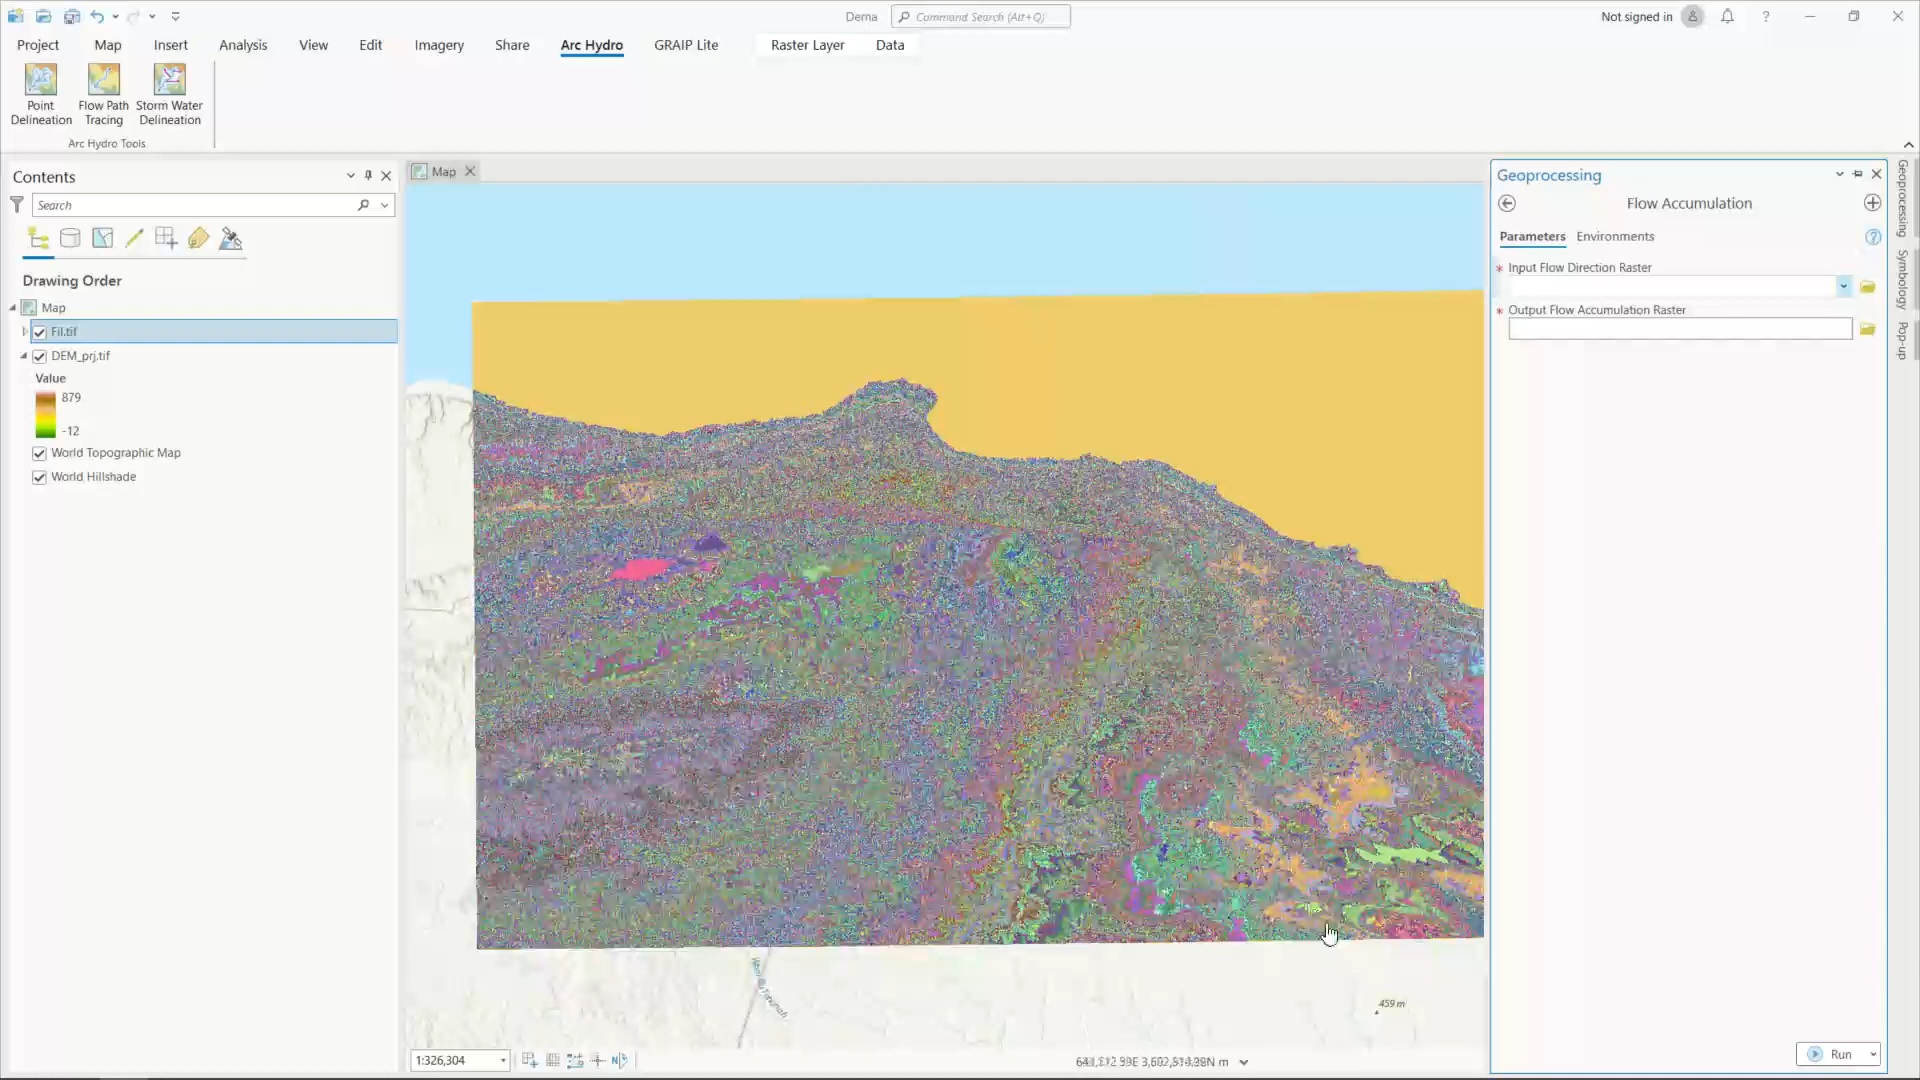 Derna
Command Search (Alt+Q)
Not signed in
?
Project
Map
Insert
Analysis
View
Edit
Imagery
Share
Arc Hydro
GRAIP Lite
Raster Layer
Data
Point Delineation
Flow Path Tracing
Storm Water Delineation
Arc Hydro Tools
Contents
Search
Drawing Order
Map
Fil.tif
DEM_prj.tif
Value
879
-12
World Topographic Map
World Hillshade
Map
459 m
1:326,304
Geoprocessing
Flow Accumulation
Parameters
Environments
?
* Input Flow Direction Raster
* Output Flow Accumulation Raster
Run
Geoprocessing
Symbology
Pop-up